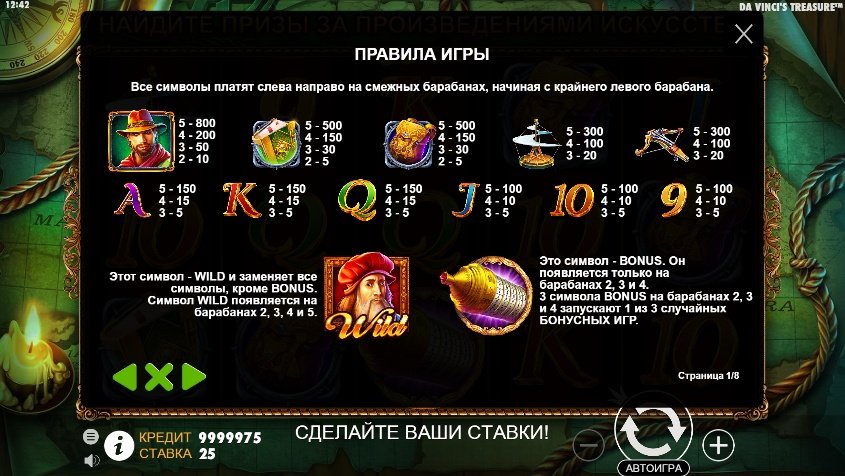 12:42
DA VINCI'S TREASURE™
НАЙДИТЕ ПРИЗЫ ЗА ПРОИЗВЕДЕНИЯМИ ИСКУССТВ
ПРАВИЛА ИГРЫ
Все символы платят слева направо на смежных барабанах, начиная с крайнего левого барабана.
5 - 800
4 - 200
3 - 50
2 - 10
5 - 500
4 - 150
3 - 30
2 - 5
5 - 500
4 - 150
3 - 30
2 - 5
5 - 300
4 - 100
3 - 20
5 - 300
4 - 100
3 - 20
A
5 - 150
4 - 15
3 - 5
K
5 - 150
4 - 15
3 - 5
Q
5 - 150
4 - 15
3 - 5
J
5 - 100
4 - 10
3 - 5
10
5 - 100
4 - 10
3 - 5
9
5 - 100
4 - 10
3 - 5
Этот символ - WILD и заменяет все
символы, кроме BONUS.
Символ WILD появляется на
барабанах 2, 3, 4 и 5.
Wild
Это символ - BONUS. Он
появляется только на
барабанах 2, 3 и 4.
3 символа BONUS на барабанах 2, 3
и 4 запускают 1 из 3 случайных
БОНУСНЫХ ИГР.
Страница 1/8
КРЕДИТ 9999975
СТАВКА 25
СДЕЛАЙТЕ ВАШИ СТАВКИ!
АВТОИГРА